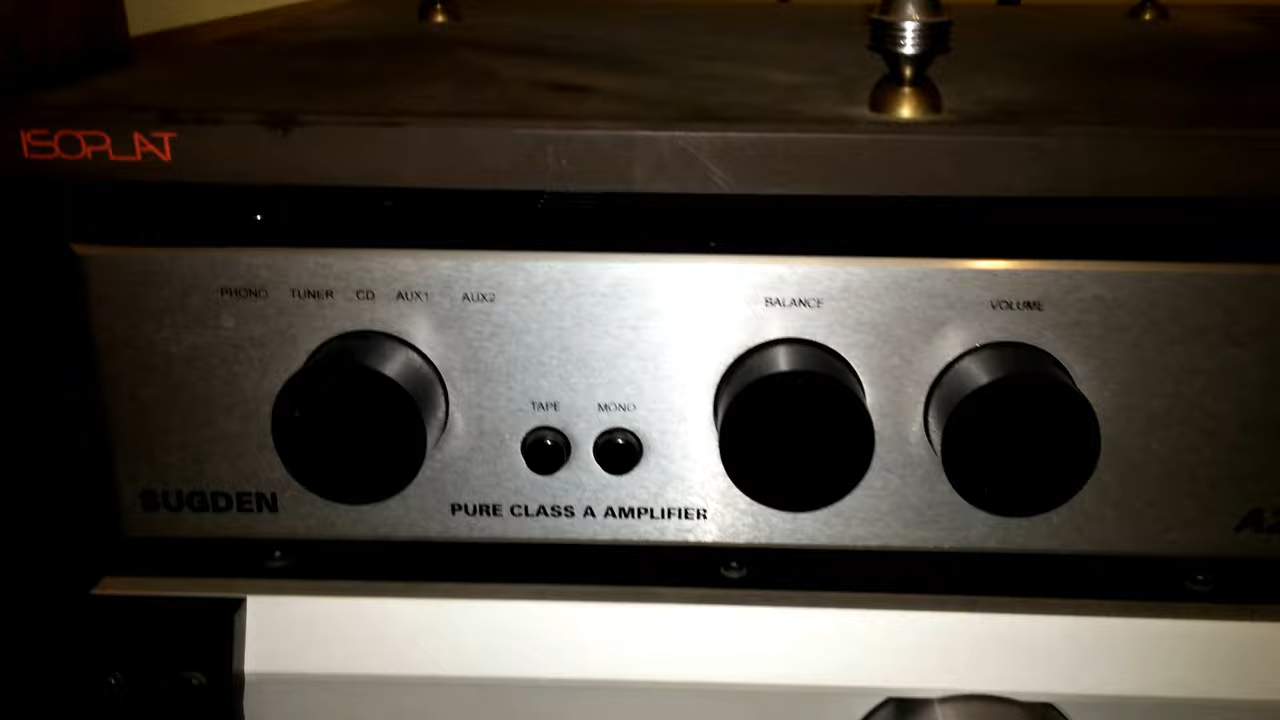 ISOPLAT
PHONO TUNER CD AUX1 AUX2
BALANCE
VOLUME
TAPE MONO
SUGDEN
PURE CLASS A AMPLIFIER